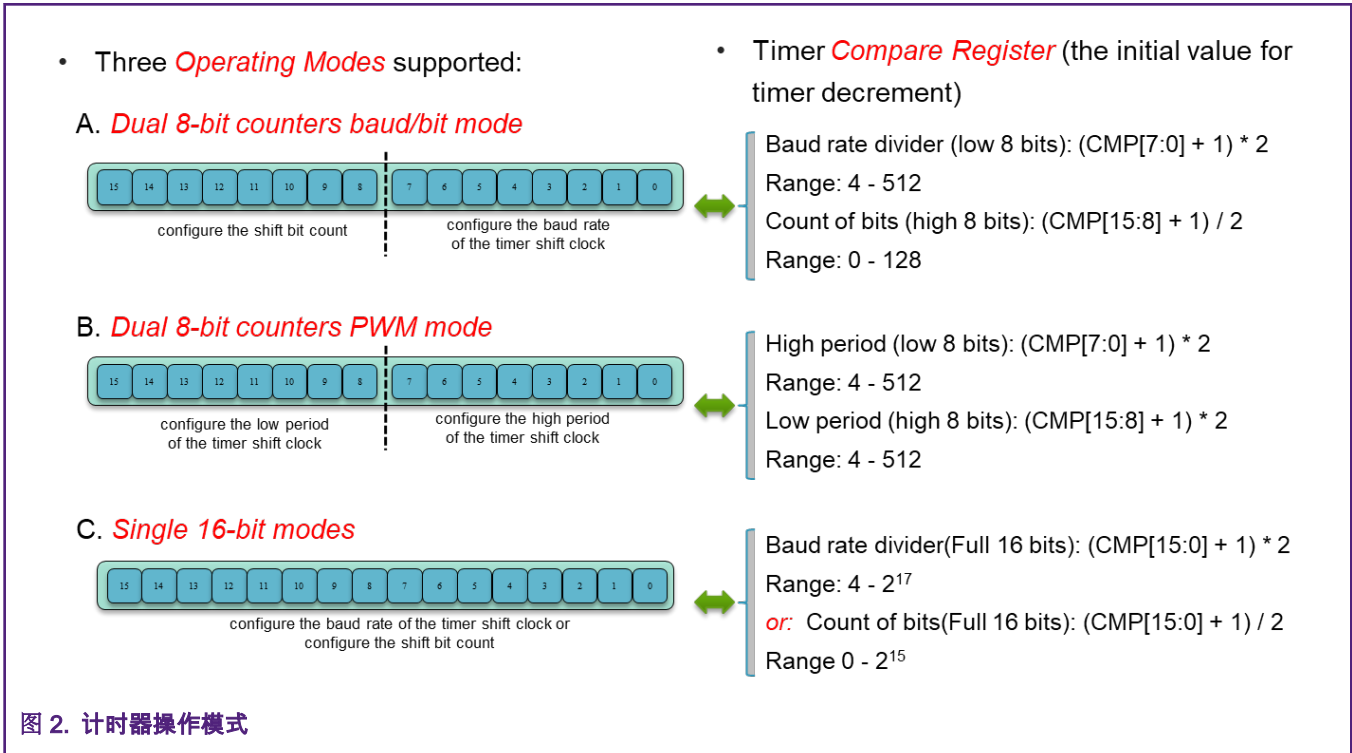 • Three Operating Modes supported:
A. Dual 8-bit counters baud/bit mode
15 14 13 12 11 10 9 8 7 6 5 4 3 2 1 0
configure the shift bit count
configure the baud rate
of the timer shift clock
B. Dual 8-bit counters PWM mode
15 14 13 12 11 10 9 8 7 6 5 4 3 2 1 0
configure the low period
of the timer shift clock
configure the high period
of the timer shift clock
C. Single 16-bit modes
15 14 13 12 11 10 9 8 7 6 5 4 3 2 1 0
configure the baud rate of the timer shift clock or
configure the shift bit count
• Timer Compare Register (the initial value for
timer decrement)
Baud rate divider (low 8 bits): (CMP[7:0] + 1) * 2
Range: 4 - 512
Count of bits (high 8 bits): (CMP[15:8] + 1) / 2
Range: 0 - 128
High period (low 8 bits): (CMP[7:0] + 1) * 2
Range: 4 - 512
Low period (high 8 bits): (CMP[15:8] + 1) * 2
Range: 4 - 512
Baud rate divider(Full 16 bits): (CMP[15:0] + 1) * 2
Range: 4 - 2¹⁷
or: Count of bits(Full 16 bits): (CMP[15:0] + 1) / 2
Range 0 - 2¹⁵
图 2. 计时器操作模式